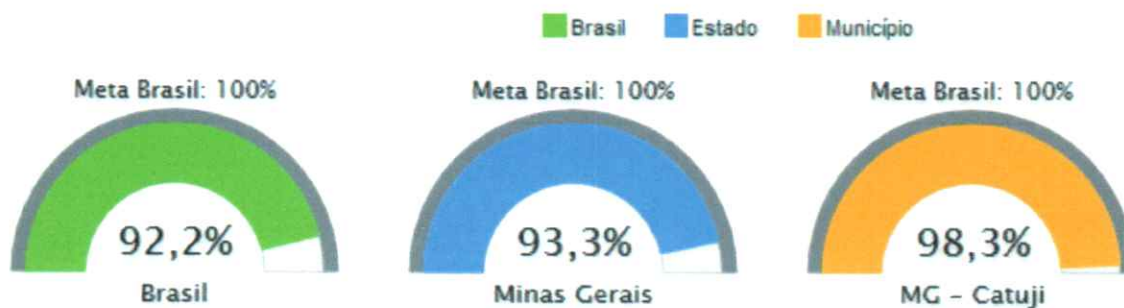 Brasil Estado Município
Meta Brasil: 100% Meta Brasil: 100% Meta Brasil: 100%
92,2% 93,3% 98,3%
Brasil Minas Gerais MG - Catuji